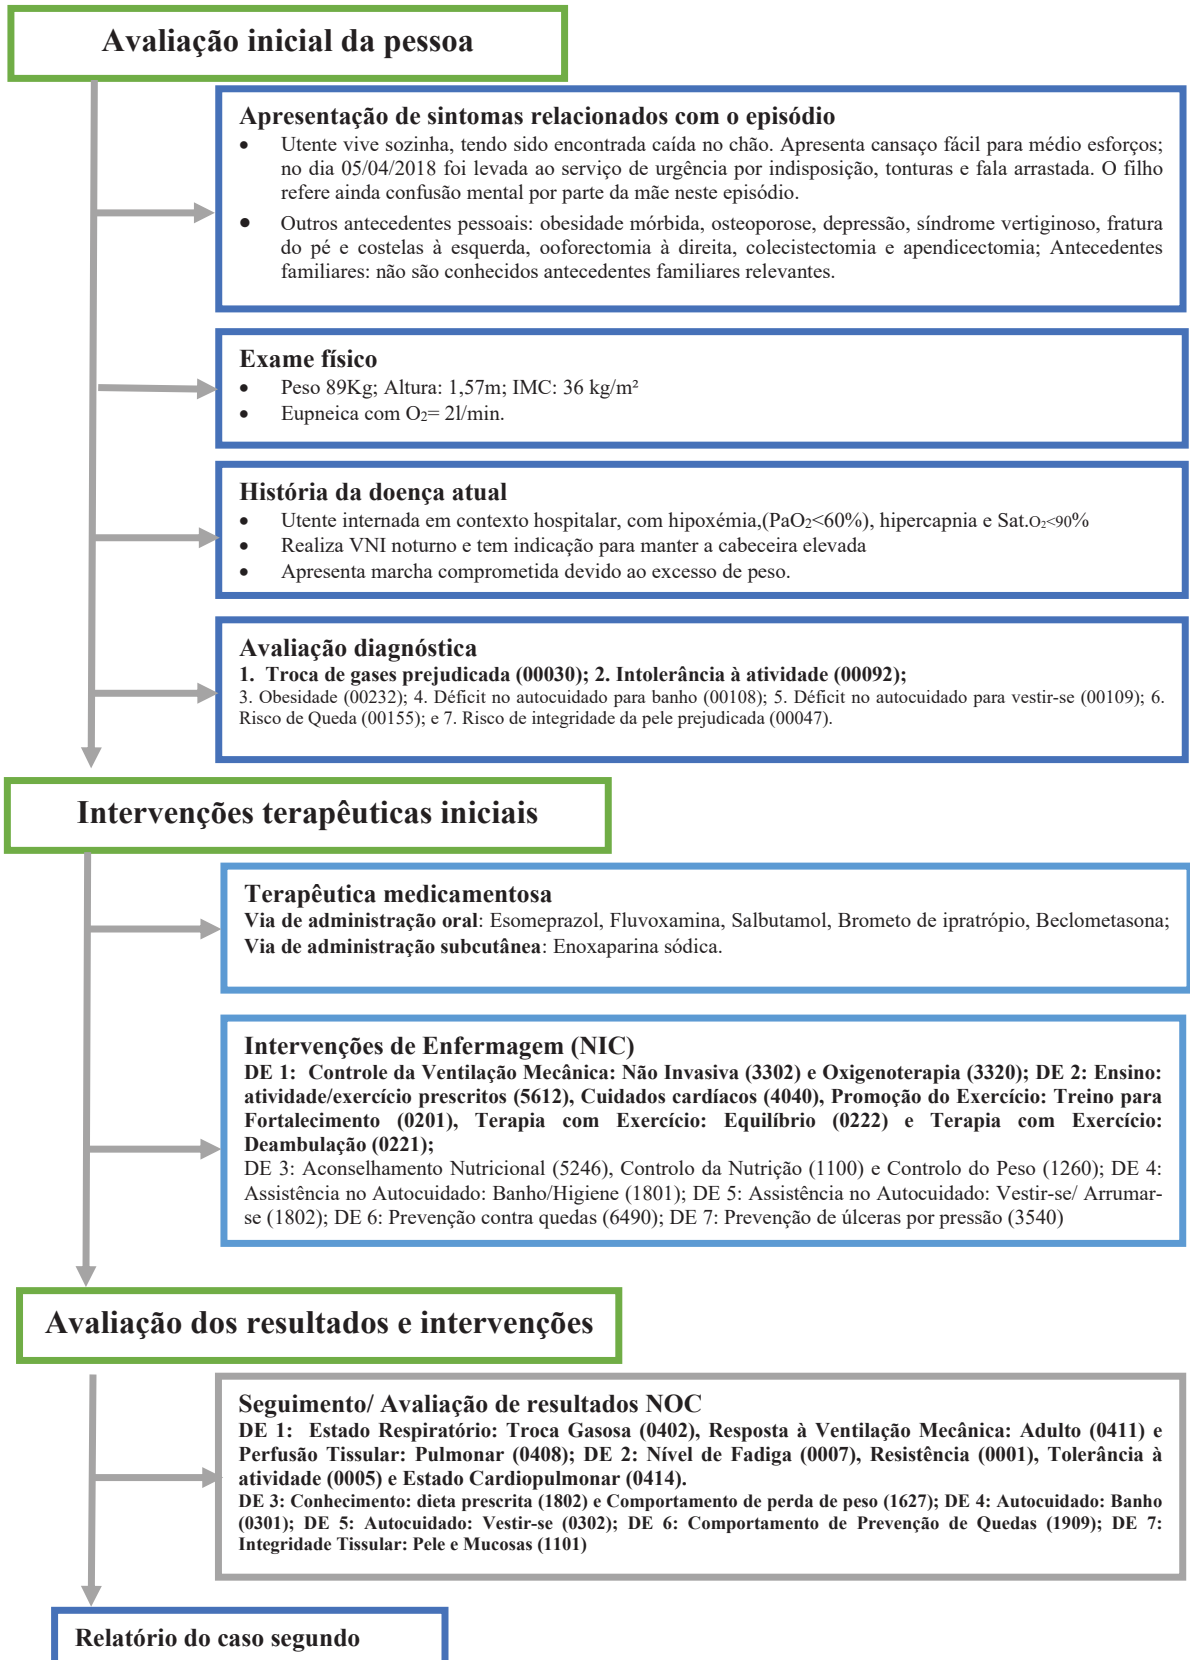 Avaliação inicial da pessoa
Apresentação de sintomas relacionados com o episódio
• Utente vive sozinha, tendo sido encontrada caída no chão. Apresenta cansaço fácil para médio esforços;
no dia 05/04/2018 foi levada ao serviço de urgência por indisposição, tonturas e fala arrastada. O filho
refere ainda confusão mental por parte da mãe neste episódio.
• Outros antecedentes pessoais: obesidade mórbida, osteoporose, depressão, síndrome vertiginoso, fratura
do pé e costelas à esquerda, ooforectomia à direita, colecistectomia e apendicectomia; Antecedentes
familiares: não são conhecidos antecedentes familiares relevantes.
Exame físico
• Peso 89Kg; Altura: 1,57m; IMC: 36 kg/m²
• Eupneica com O₂= 2l/min.
História da doença atual
• Utente internada em contexto hospitalar, com hipoxémia,(PaO₂<60%), hipercapnia e Sat.O₂<90%
• Realiza VNI noturno e tem indicação para manter a cabeceira elevada
• Apresenta marcha comprometida devido ao excesso de peso.
Avaliação diagnóstica
1. Troca de gases prejudicada (00030); 2. Intolerância à atividade (00092);
3. Obesidade (00232); 4. Déficit no autocuidado para banho (00108); 5. Déficit no autocuidado para vestir-se (00109); 6.
Risco de Queda (00155); e 7. Risco de integridade da pele prejudicada (00047).
Intervenções terapêuticas iniciais
Terapêutica medicamentosa
Via de administração oral: Esomeprazol, Fluvoxamina, Salbutamol, Brometo de ipratrópio, Beclometasona;
Via de administração subcutânea: Enoxaparina sódica.
Intervenções de Enfermagem (NIC)
DE 1: Controle da Ventilação Mecânica: Não Invasiva (3302) e Oxigenoterapia (3320); DE 2: Ensino:
atividade/exercício prescritos (5612), Cuidados cardíacos (4040), Promoção do Exercício: Treino para
Fortalecimento (0201), Terapia com Exercício: Equilíbrio (0222) e Terapia com Exercício:
Deambulação (0221);
DE 3: Aconselhamento Nutricional (5246), Controlo da Nutrição (1100) e Controlo do Peso (1260); DE 4:
Assistência no Autocuidado: Banho/Higiene (1801); DE 5: Assistência no Autocuidado: Vestir-se/ Arrumar-
se (1802); DE 6: Prevenção contra quedas (6490); DE 7: Prevenção de úlceras por pressão (3540)
Avaliação dos resultados e intervenções
Seguimento/ Avaliação de resultados NOC
DE 1: Estado Respiratório: Troca Gasosa (0402), Resposta à Ventilação Mecânica: Adulto (0411) e
Perfusão Tissular: Pulmonar (0408); DE 2: Nível de Fadiga (0007), Resistência (0001), Tolerância à
atividade (0005) e Estado Cardiopulmonar (0414).
DE 3: Conhecimento: dieta prescrita (1802) e Comportamento de perda de peso (1627); DE 4: Autocuidado: Banho
(0301); DE 5: Autocuidado: Vestir-se (0302); DE 6: Comportamento de Prevenção de Quedas (1909); DE 7:
Integridade Tissular: Pele e Mucosas (1101)
Relatório do caso segundo